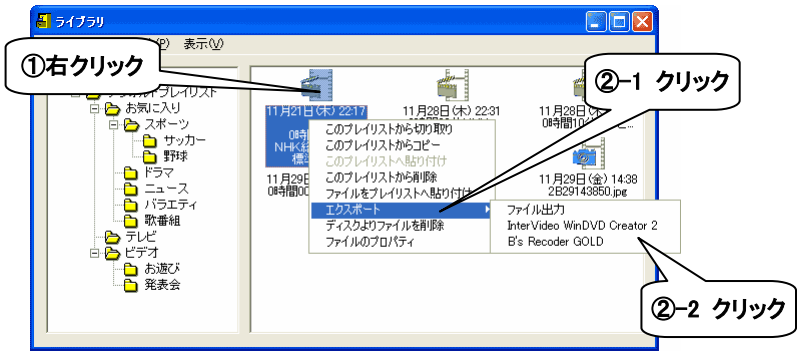 ライブラリ
(P) 表示(V)
①右クリック
②-1 クリック
プレイリスト
お気に入り
スポーツ
サッカー
野球
ドラマ
ニュース
バラエティ
歌番組
テレビ
ビデオ
お遊び
発表会
11月21日(木) 22:17
0時
NHK
標準
11月28日(木) 22:31
11月28日(木)
0時間10
11月29日
0時間00
11月29日(金) 14:38
2B29143850.jpg
このプレイリストから切り取り
このプレイリストからコピー
このプレイリストへ貼り付け
このプレイリストから削除
ファイルをプレイリストへ貼り付け
エクスポート
ディスクよりファイルを削除
ファイルのプロパティ
ファイル出力
InterVideo WinDVD Creator 2
B's Recoder GOLD
②-2 クリック